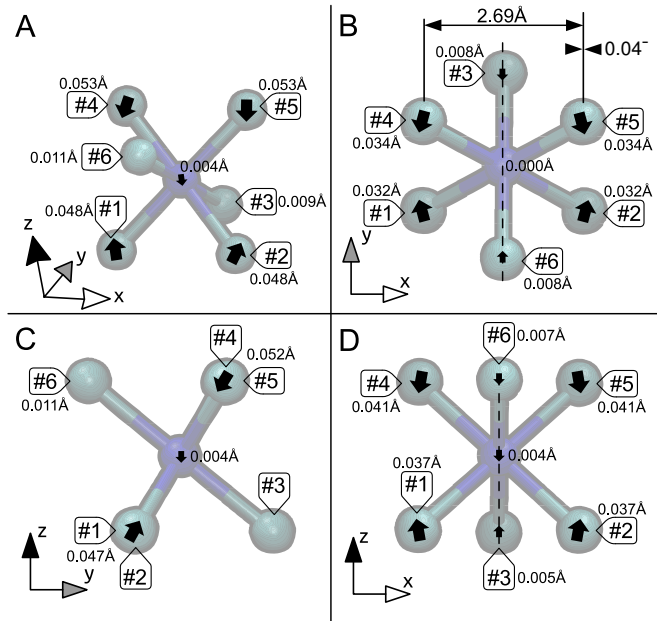 A
0.053Å
#4
0.053Å
#5
0.011Å
#6
0.004Å
#3
0.009Å
0.048Å
#1
#2
0.048Å
z
y
x
B
2.69Å
0.04-
0.008Å
#3
#4
0.034Å
#5
0.034Å
0.000Å
0.032Å
#1
0.032Å
#2
#6
0.008Å
y
x
C
#4
0.052Å
#5
#6
0.011Å
0.004Å
#3
#1
0.047Å
#2
z
y
D
#6
0.007Å
#4
0.041Å
#5
0.041Å
0.004Å
0.037Å
#1
0.037Å
#2
#3
0.005Å
z
x